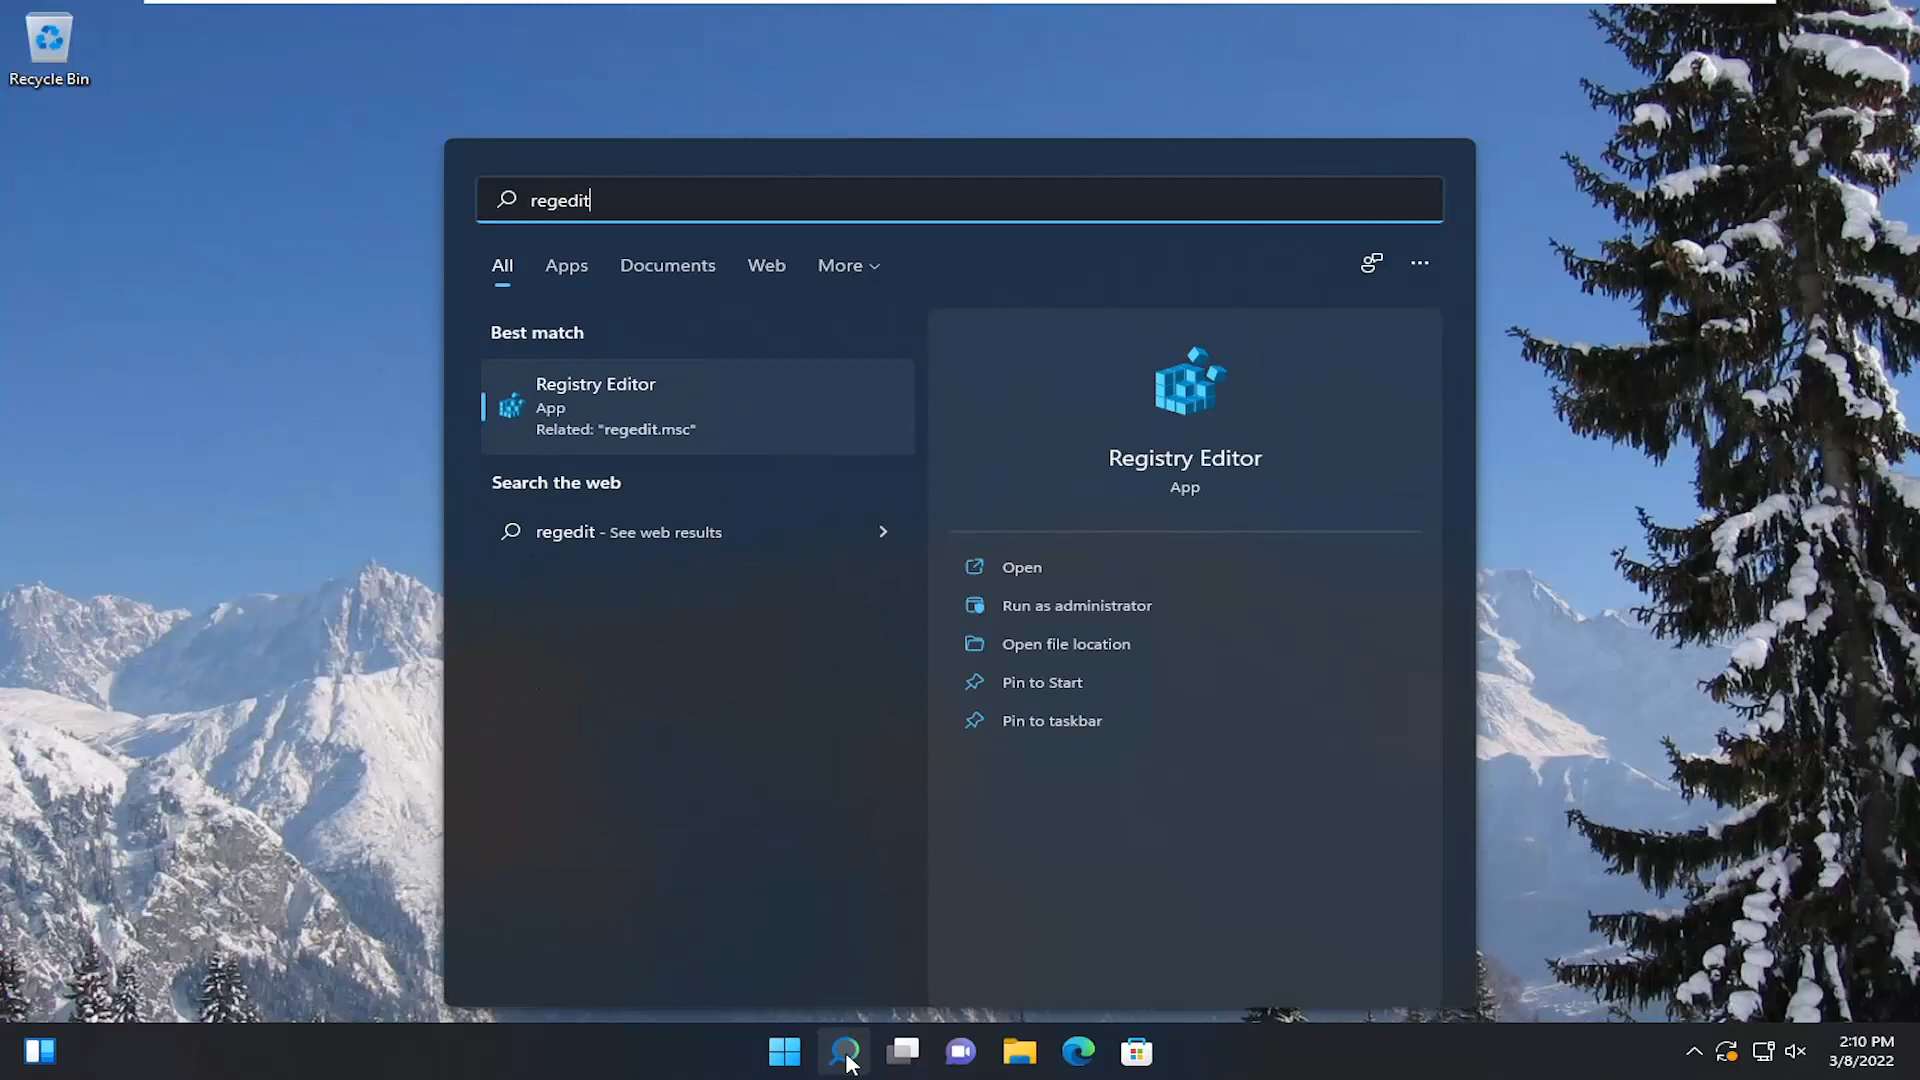 Recycle Bin
regedit
All Apps Documents Web More
Best match
Registry Editor
App
Related: "regedit.msc"
Search the web
regedit - See web results
Registry Editor
App
Open
Run as administrator
Open file location
Pin to Start
Pin to taskbar
2:10 PM
3/8/2022